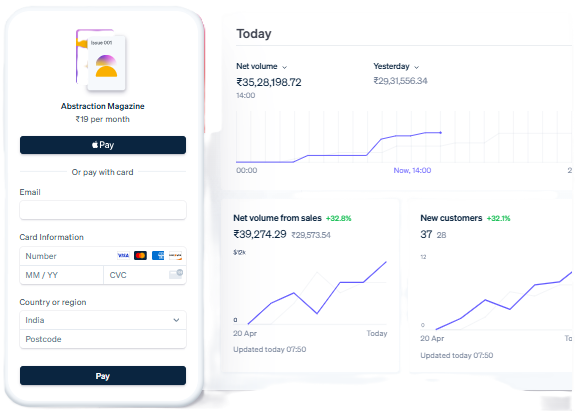 Issue 001
Abstraction Magazine
₹19 per month
Pay
Or pay with card
Email
Card Information
Number VISA
MM / YY CVC
Country or region
India
Postcode
Pay
Today
Net volume Yesterday
₹35,28,198.72 ₹29,31,556.34
14:00
00:00 Now, 14:00 2
Net volume from sales +32.8%
₹39,274.29 ₹29,573.54
$12k
0
20 Apr Today
Updated today 07:50
New customers +32.1%
37 28
12
0
20 Apr
Updated today 07:50